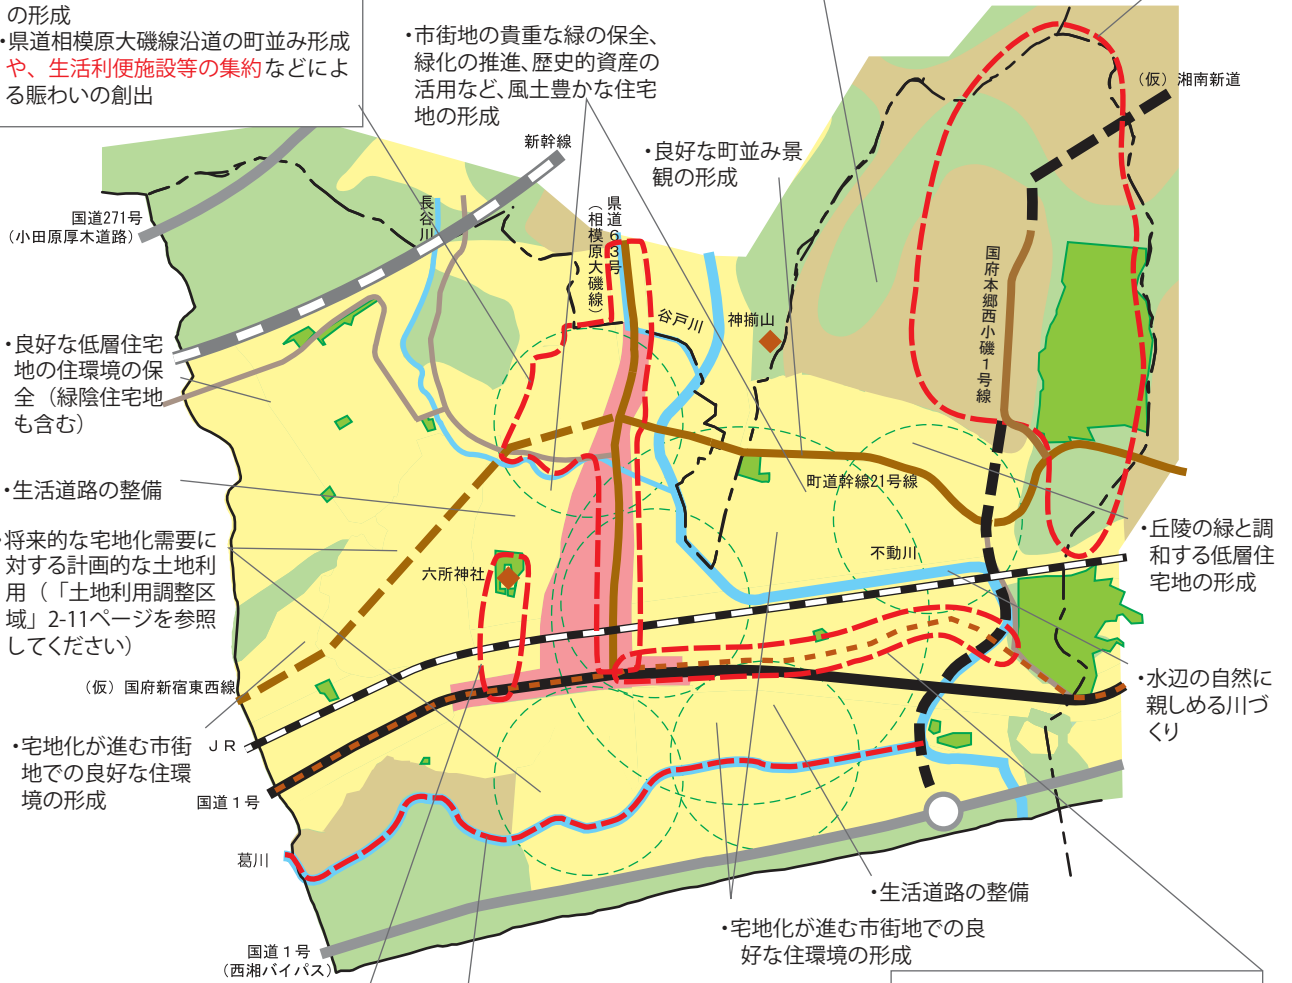 の形成
・県道相模原大磯線沿道の町並み形成
や、生活利便施設等の集約などによ
る賑わいの創出
・市街地の貴重な緑の保全、
緑化の推進、歴史的資産の
活用など、風土豊かな住宅
地の形成
・良好な町並み景
観の形成
(仮)湘南新道
新幹線
国道271号
(小田原厚木道路)
長谷川
県道63号
(相模原大磯線)
谷戸川
神揃山
国府本郷西小磯1号線
・良好な低層住宅
地の住環境の保
全(緑陰住宅地
も含む)
・生活道路の整備
町道幹線21号線
・将来的な宅地化需要に
対する計画的な土地利
用(「土地利用調整区
域」2-11ページを参照
してください)
六所神社
不動川
・丘陵の緑と調
和する低層住
宅地の形成
(仮)国府新宿東西線
・水辺の自然に
親しめる川づ
くり
・宅地化が進む市街
地での良好な住環
境の形成
JR
国道1号
葛川
・生活道路の整備
・宅地化が進む市街地での良
好な住環境の形成
国道1号
(西湘バイパス)